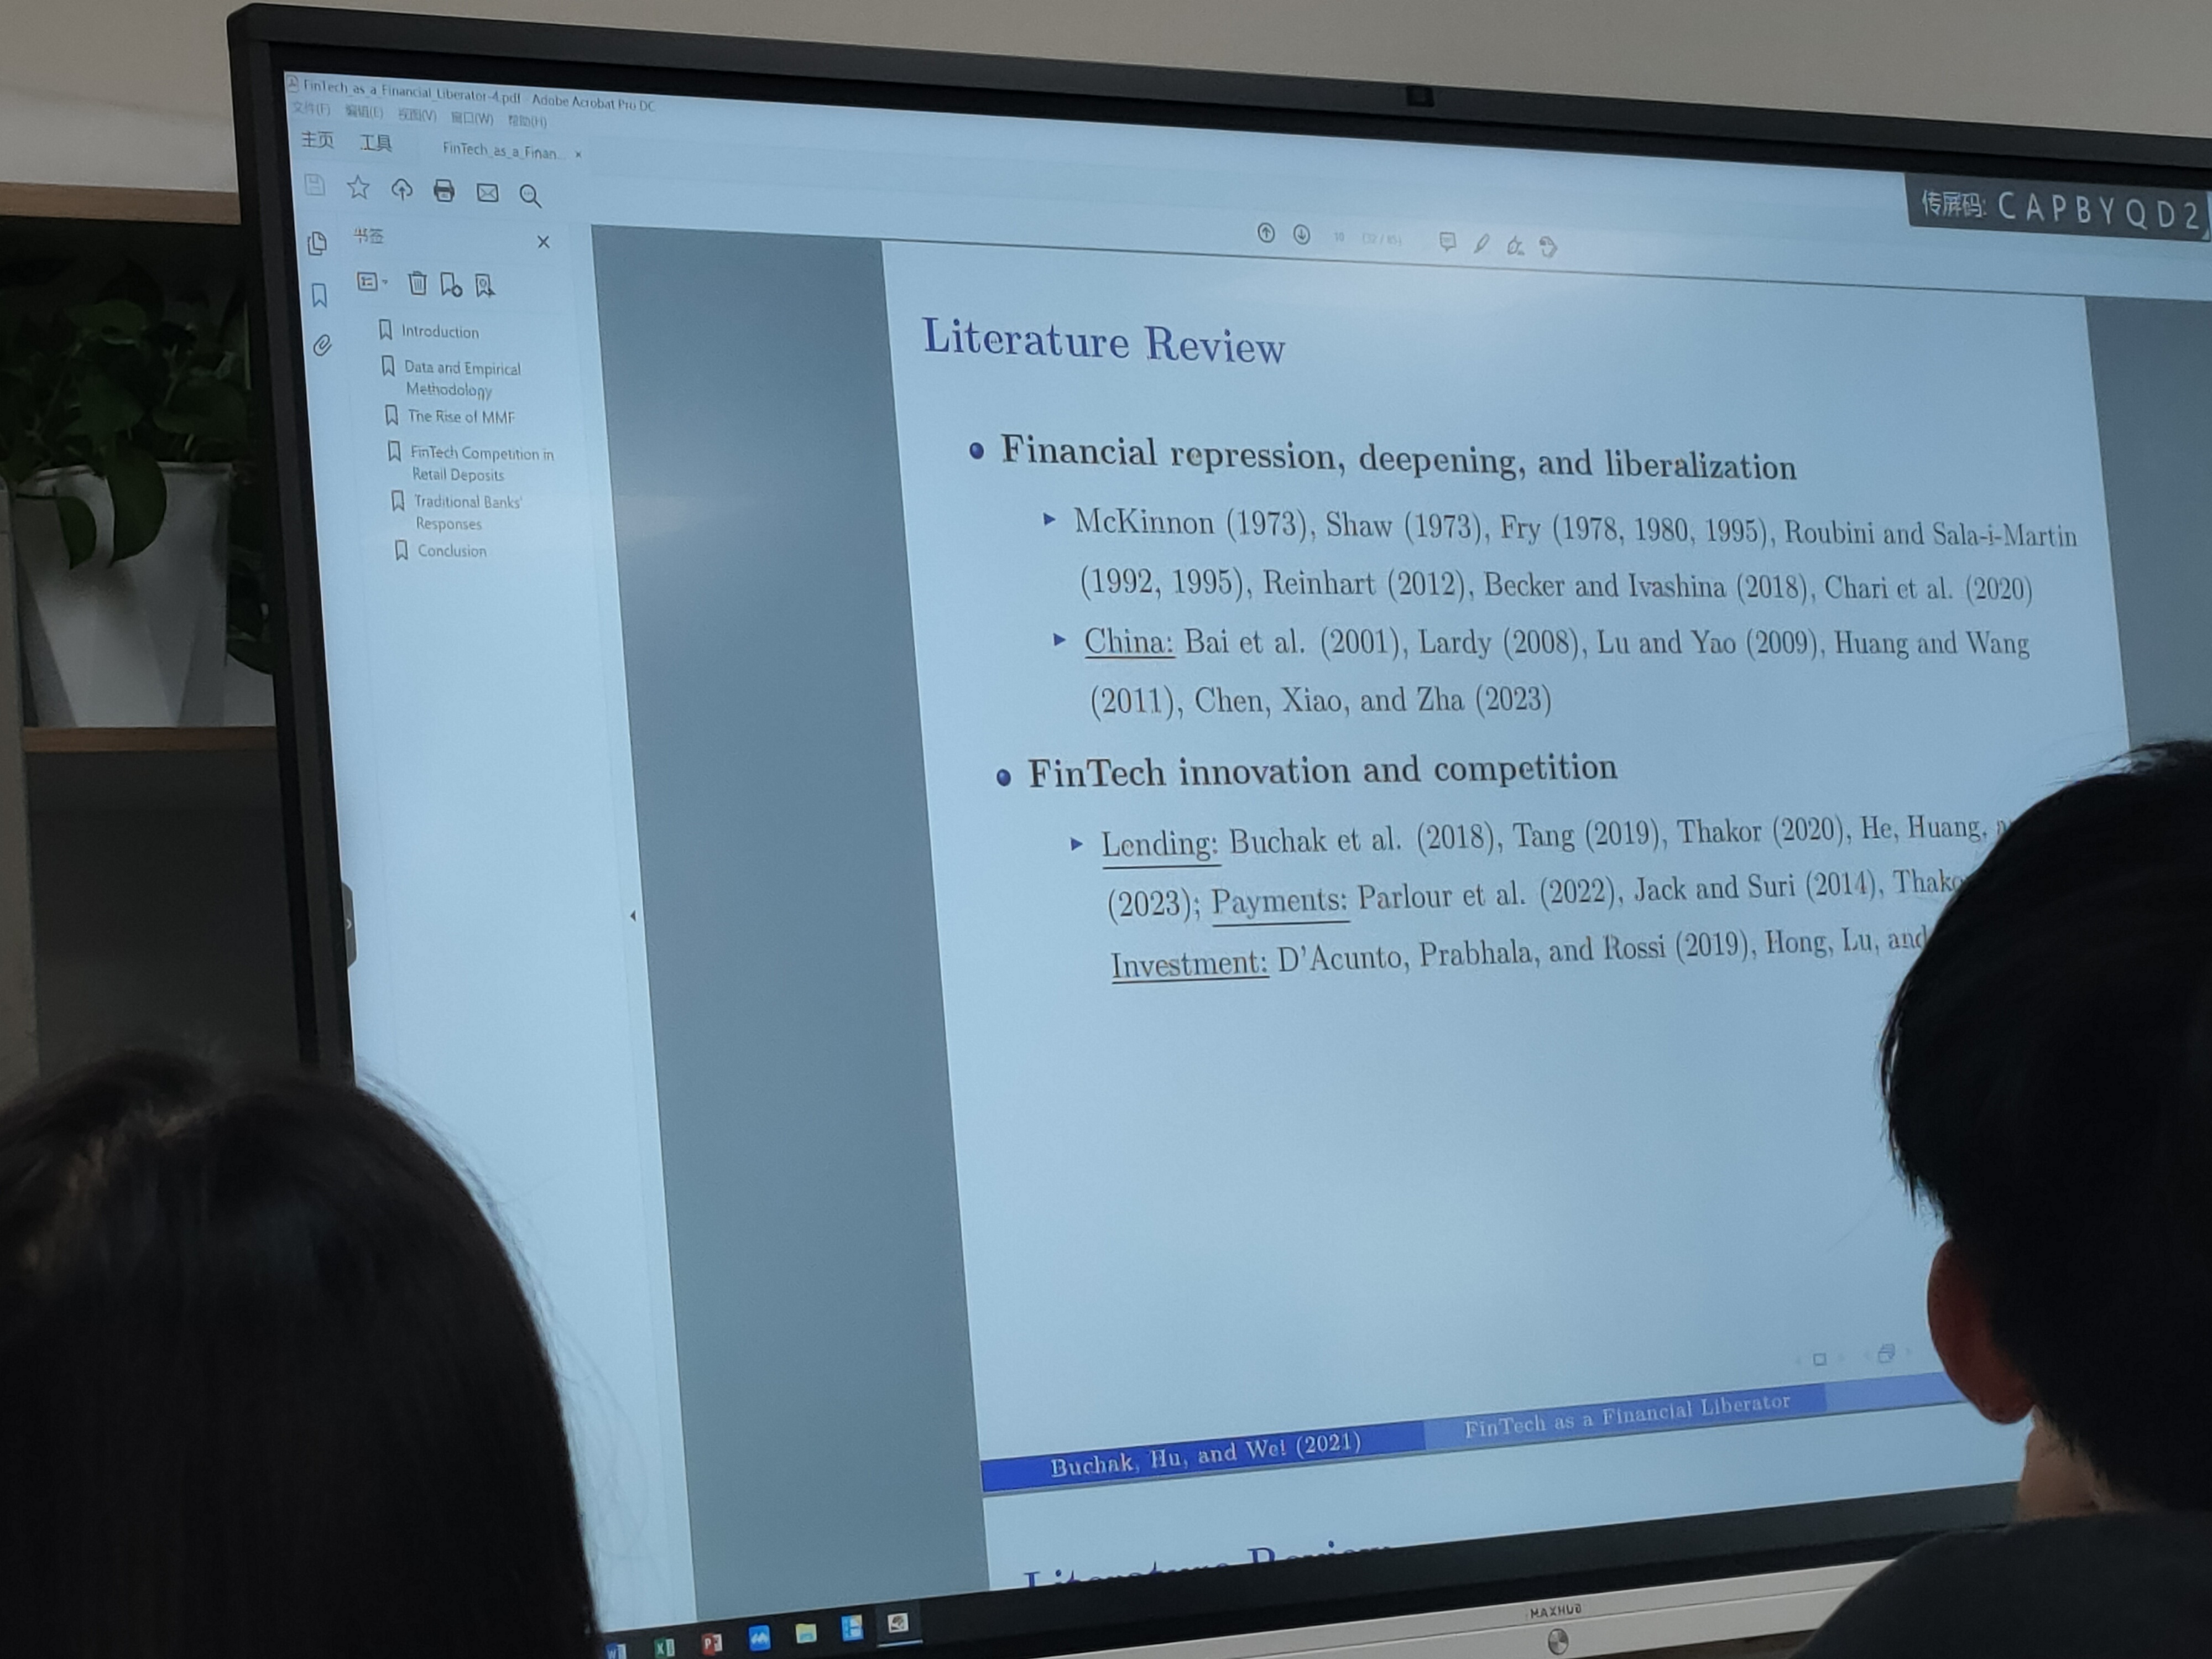 FinTech_as_a_Financial_Liberator-4.pdf - Adobe Acrobat Pro DC
文件(F) 编辑(E) 视图(V) 窗口(W) 帮助(H)
主页 工具 FinTech_as_a_Finan... ×
传屏码: CAPBYQD2
书签
Introduction
Data and Empirical
Methodology
The Rise of MMF
FinTech Competition in
Retail Deposits
Traditional Banks'
Responses
Conclusion
Literature Review
• Financial repression, deepening, and liberalization
▶ McKinnon (1973), Shaw (1973), Fry (1978, 1980, 1995), Roubini and Sala-i-Martin
(1992, 1995), Reinhart (2012), Becker and Ivashina (2018), Chari et al. (2020)
▶ China: Bai et al. (2001), Lardy (2008), Lu and Yao (2009), Huang and Wang
(2011), Chen, Xiao, and Zha (2023)
• FinTech innovation and competition
▶ Lending: Buchak et al. (2018), Tang (2019), Thakor (2020), He, Huang,
(2023); Payments: Parlour et al. (2022), Jack and Suri (2014),
Investment: D'Acunto, Prabhala, and Rossi (2019), Hong, Lu, and
Buchak, Hu, and Wei (2021) FinTech as a Financial Liberator
Literature Review
MAXHUB